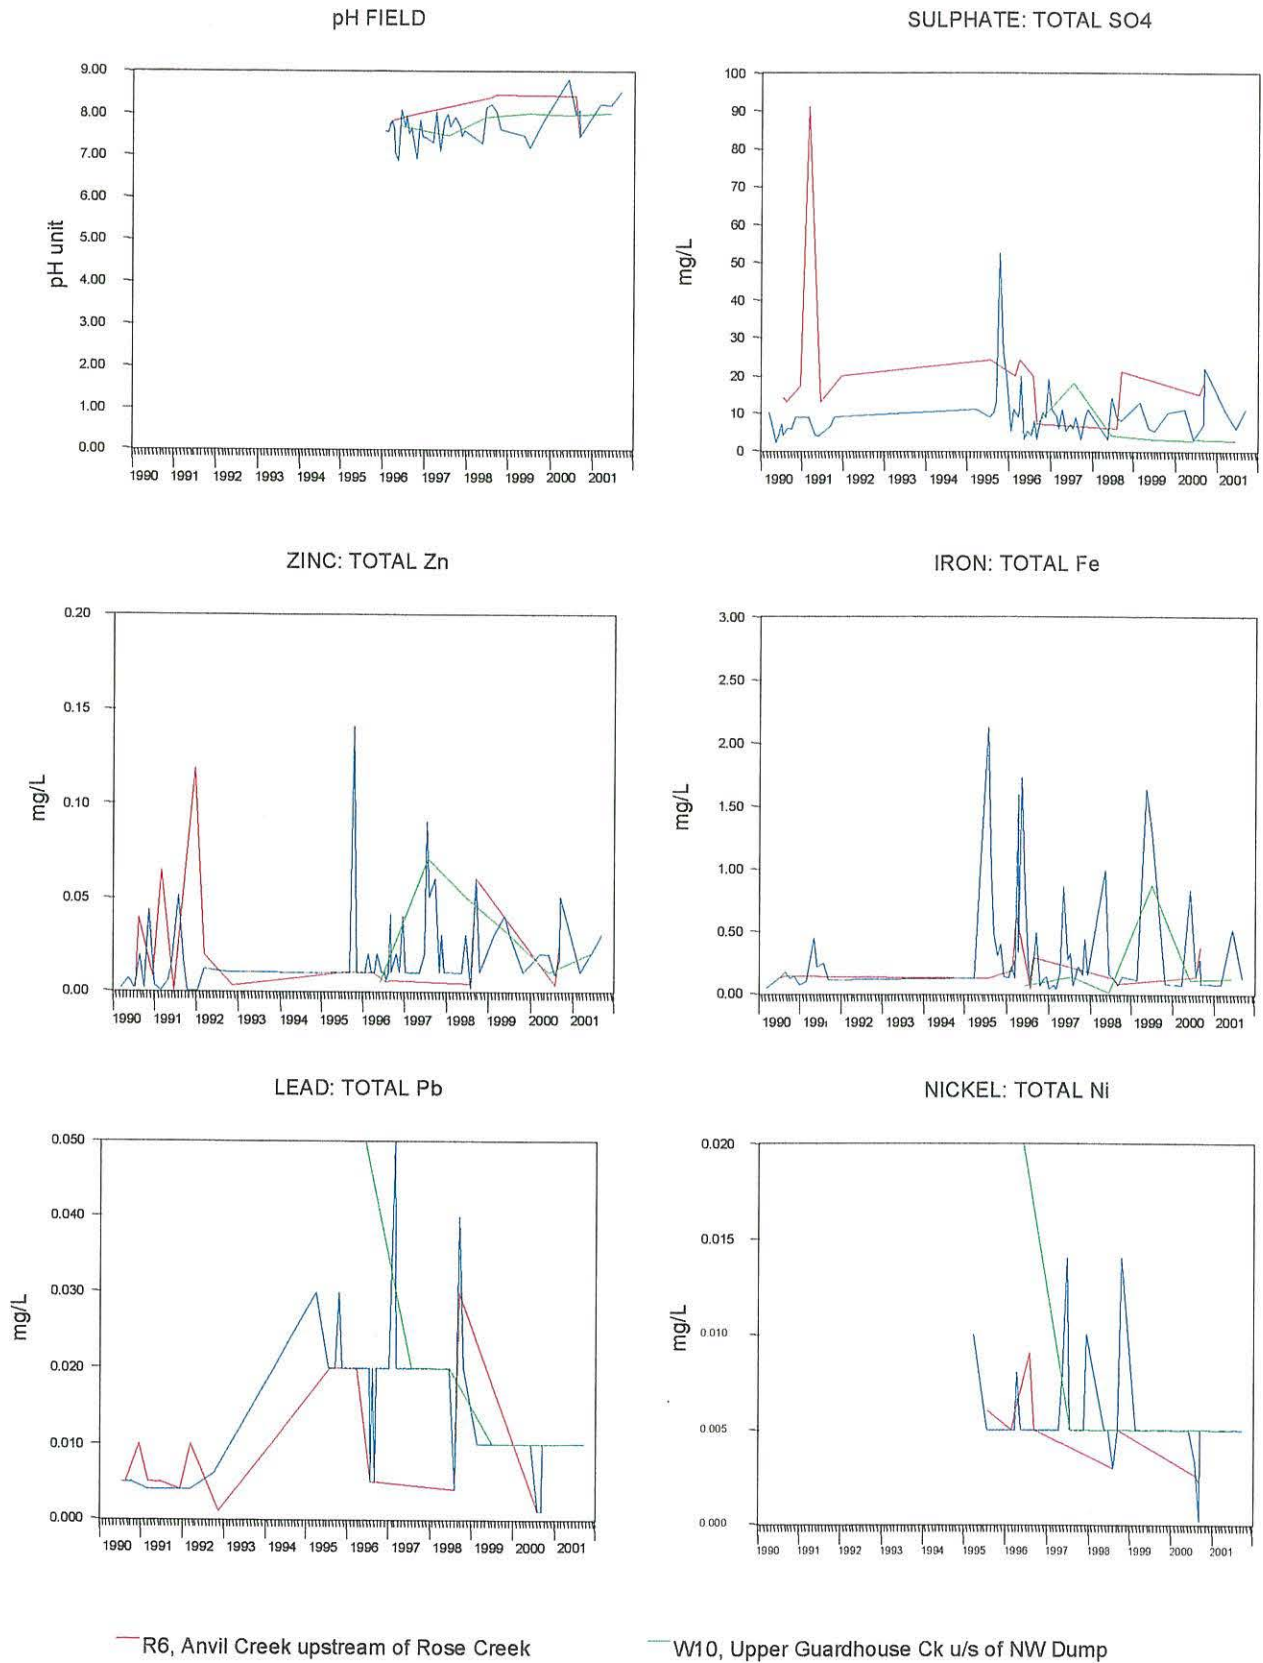 pH FIELD
SULPHATE: TOTAL SO4
9.00
8.00
7.00
6.00
5.00
4.00
3.00
2.00
1.00
0.00
pH unit
1990 1991 1992 1993 1994 1995 1996 1997 1998 1999 2000 2001
100
90
80
70
60
50
40
30
20
10
0
mg/L
1990 1991 1992 1993 1994 1995 1996 1997 1998 1999 2000 2001
ZINC: TOTAL Zn
IRON: TOTAL Fe
0.20
0.15
0.10
0.05
0.00
mg/L
1990 1991 1992 1993 1994 1995 1996 1997 1998 1999 2000 2001
3.00
2.50
2.00
1.50
1.00
0.50
0.00
mg/L
1990 1991 1992 1993 1994 1995 1996 1997 1998 1999 2000 2001
LEAD: TOTAL Pb
NICKEL: TOTAL Ni
0.050
0.040
0.030
0.020
0.010
0.000
mg/L
1990 1991 1992 1993 1994 1995 1996 1997 1998 1999 2000 2001
0.020
0.015
0.010
0.005
0.000
mg/L
1990 1991 1992 1993 1994 1995 1996 1997 1998 1999 2000 2001
R6, Anvil Creek upstream of Rose Creek
W10, Upper Guardhouse Ck u/s of NW Dump